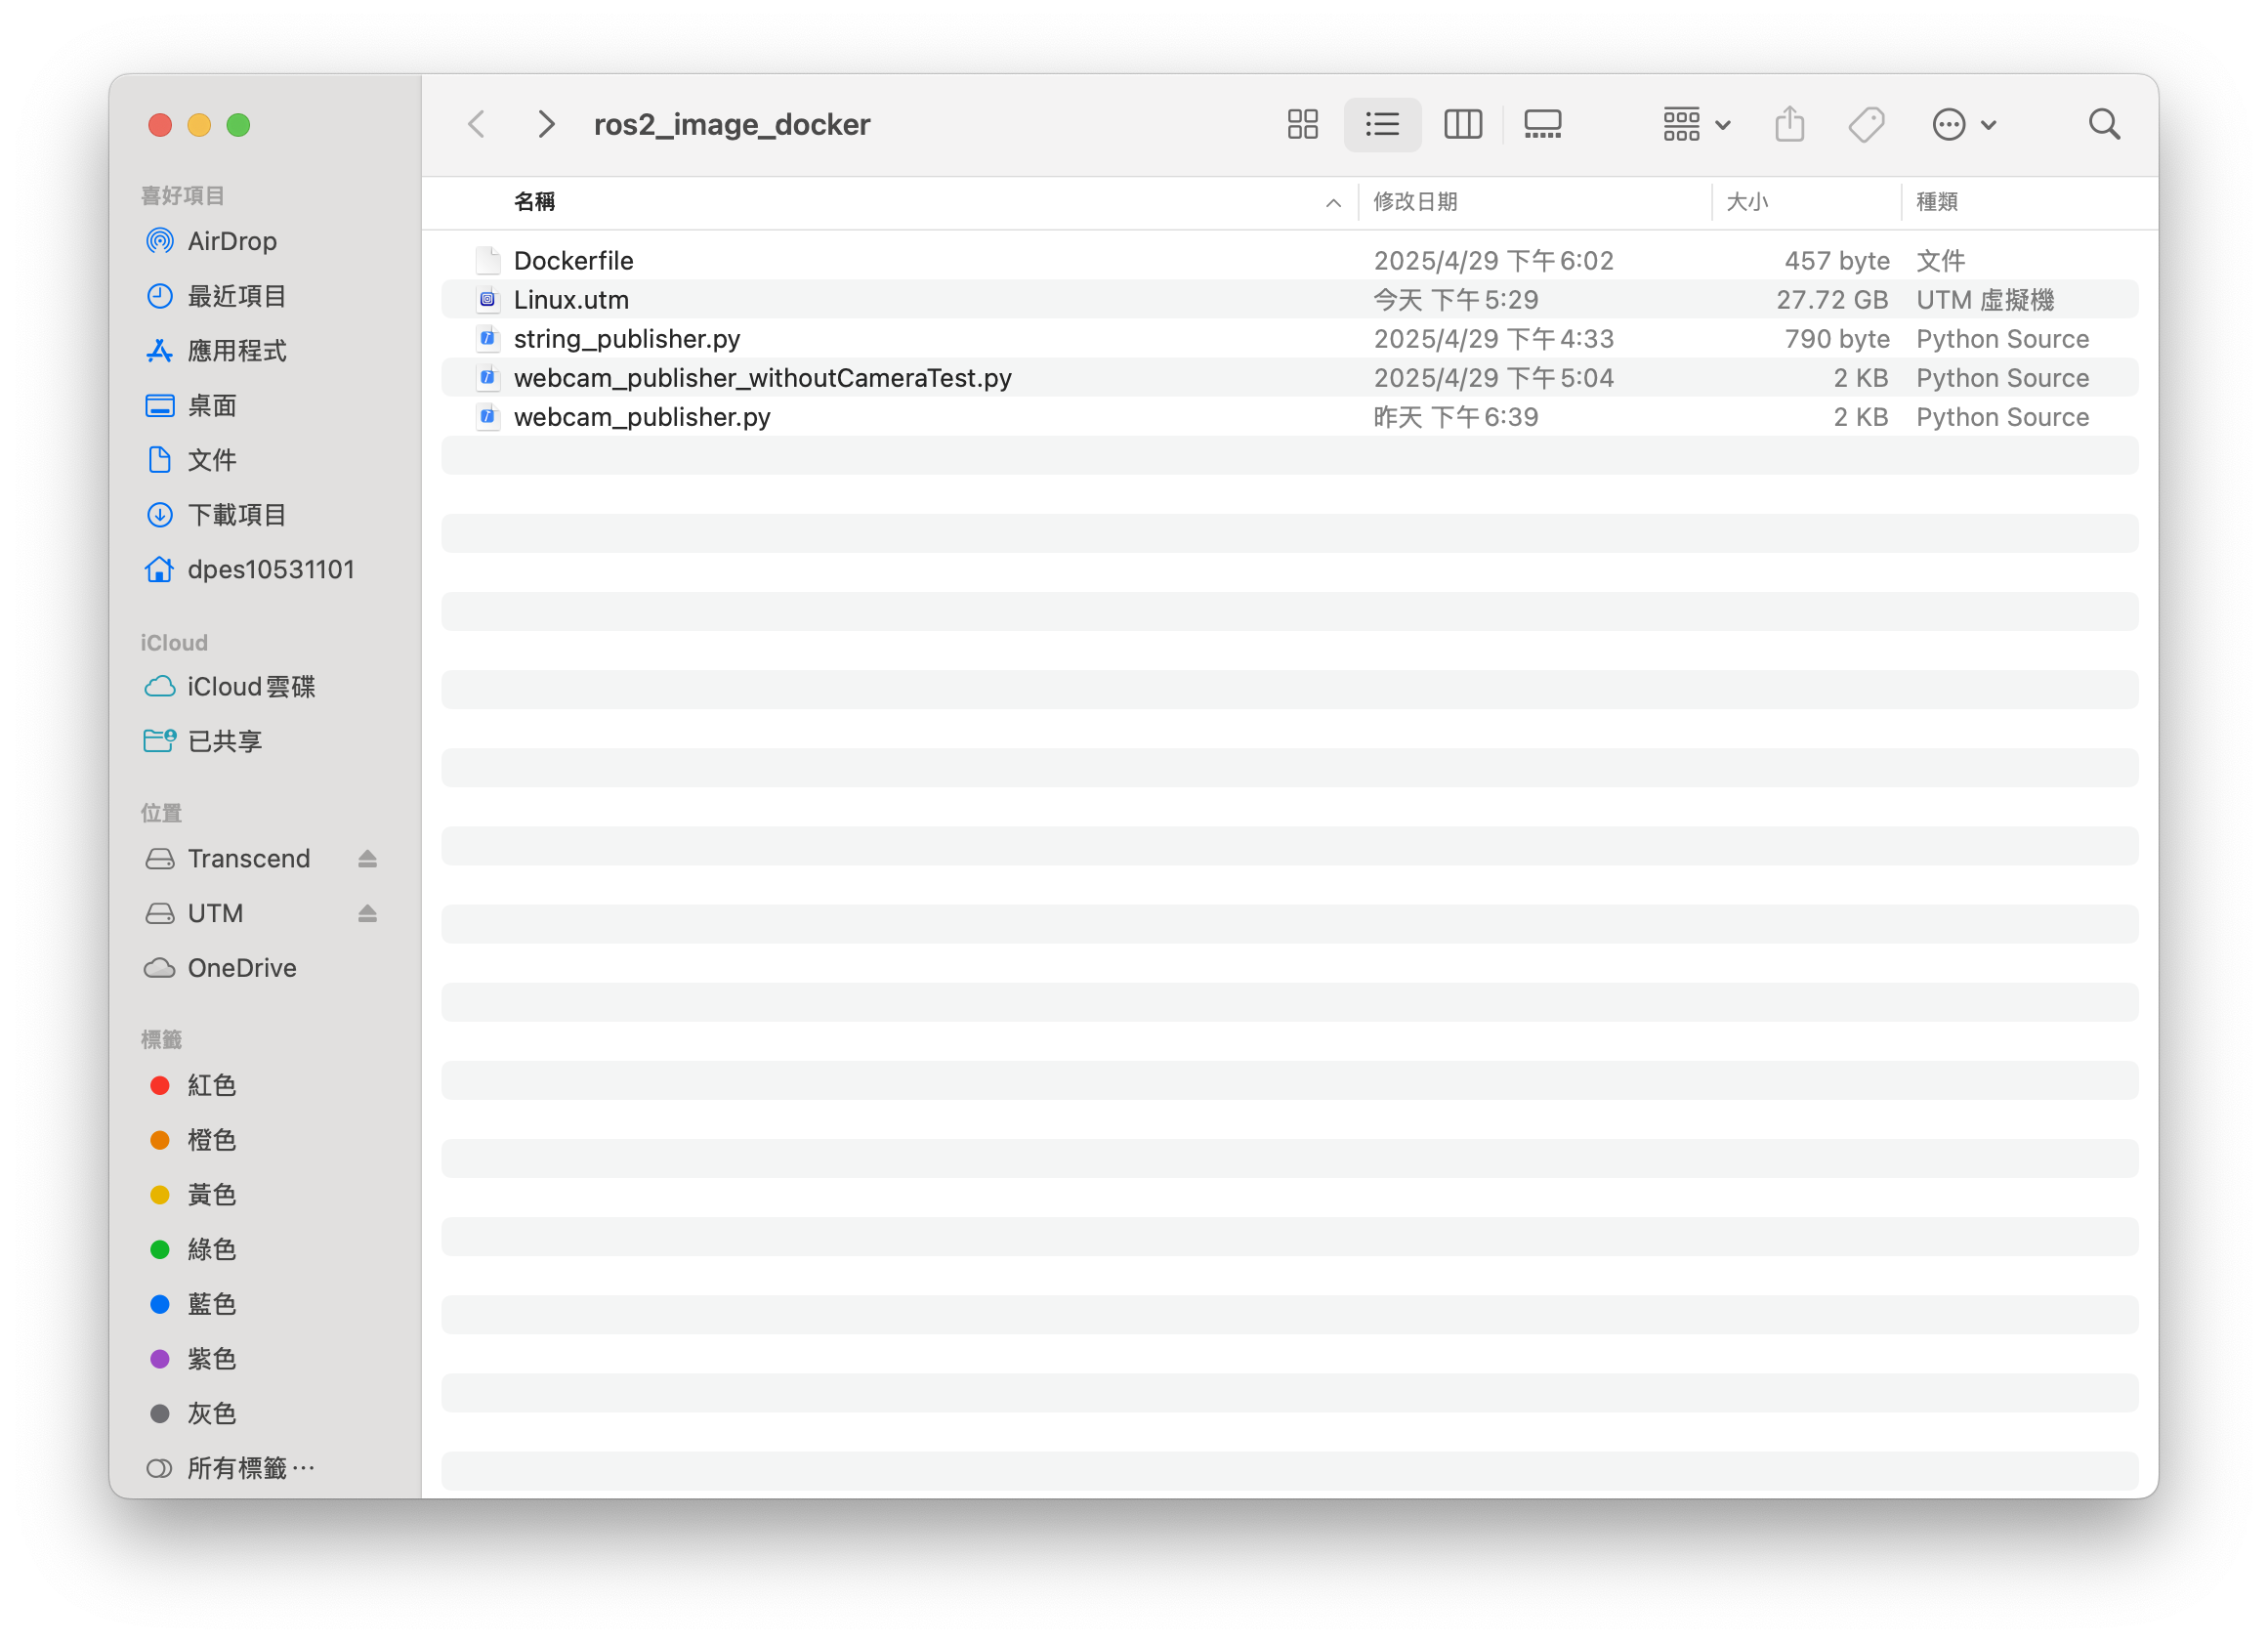 ros2_image_docker
喜好項目
AirDrop
最近項目
應用程式
桌面
文件
下載項目
dpes10531101
iCloud
iCloud雲碟
已共享
位置
Transcend
UTM
OneDrive
標籤
紅色
橙色
黃色
綠色
藍色
紫色
灰色
所有標籤⋯
名稱 修改日期 大小 種類
Dockerfile 2025/4/29 下午6:02 457 byte 文件
Linux.utm 今天 下午5:29 27.72 GB UTM 虛擬機
string_publisher.py 2025/4/29 下午4:33 790 byte Python Source
webcam_publisher_withoutCameraTest.py 2025/4/29 下午5:04 2 KB Python Source
webcam_publisher.py 昨天 下午6:39 2 KB Python Source